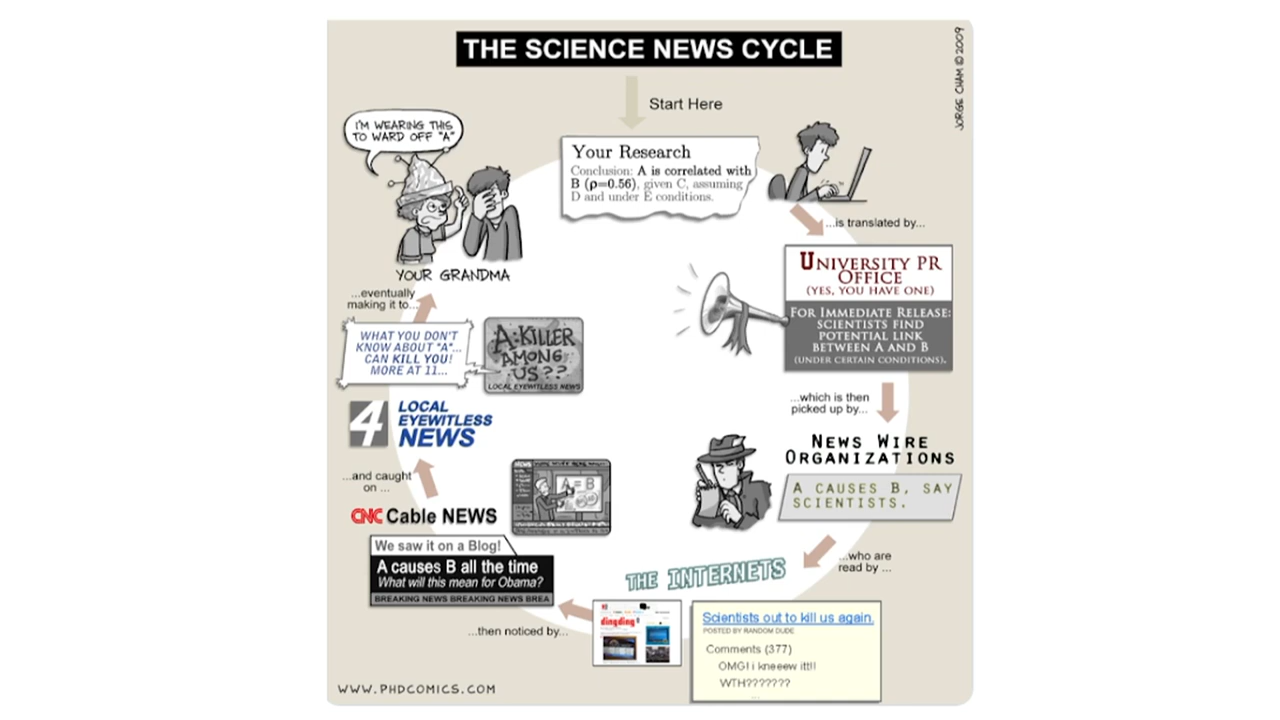 THE SCIENCE NEWS CYCLE
JORGE CHAM © 2009
Start Here
Your Research
Conclusion: A is correlated with
B (ρ=0.56), given C, assuming
D and under E conditions.
...is translated by...
UNIVERSITY PR
OFFICE
(YES, YOU HAVE ONE)
FOR IMMEDIATE RELEASE:
SCIENTISTS FIND
POTENTIAL LINK
BETWEEN A AND B
(UNDER CERTAIN CONDITIONS).
...which is then
picked up by...
NEWS WIRE
ORGANIZATIONS
A CAUSES B, SAY
SCIENTISTS.
...who are
read by ...
THE INTERNETS
dingding
Scientists out to kill us again.
POSTED BY RANDOM DUDE
Comments (377)
OMG! i kneeew itt!!
WTH???????
...
...then noticed by...
CNC Cable NEWS
We saw it on a Blog!
A causes B all the time
What will this mean for Obama?
BREAKING NEWS BREAKING NEWS BREA
NEWS
A = B
...and caught
on ...
4 LOCAL
EYEWITLESS
NEWS
WHAT YOU DON'T
KNOW ABOUT "A"...
CAN KILL YOU!
MORE AT 11...
A:KILLER
AMONG
US??
LOCAL EYEWITLESS NEWS
...eventually
making it to...
YOUR GRANDMA
I'M WEARING THIS
TO WARD OFF "A"
WWW.PHDCOMICS.COM